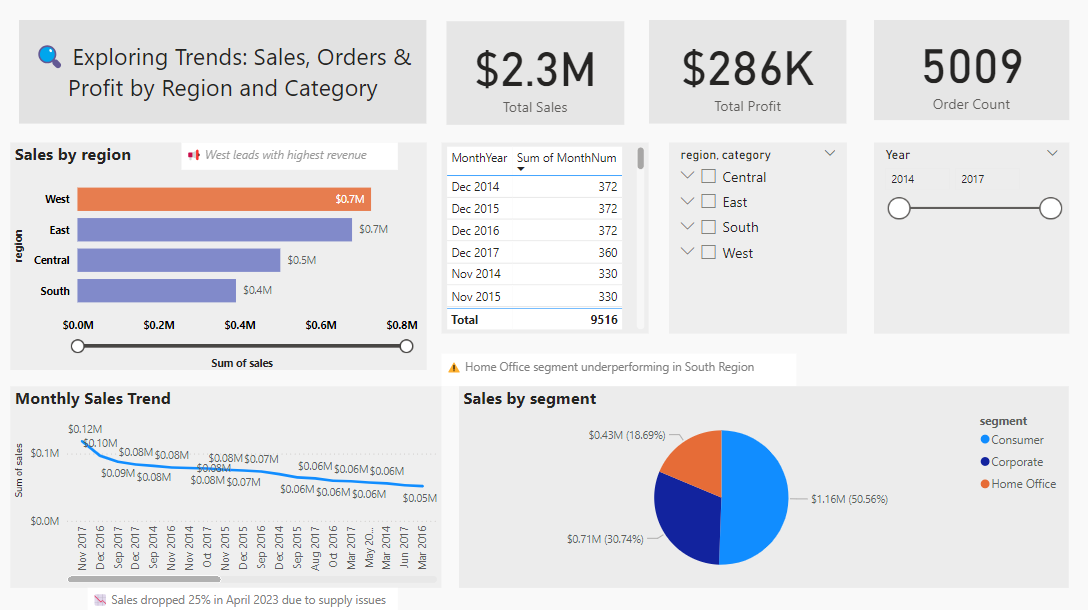 🔍 Exploring Trends: Sales, Orders &
Profit by Region and Category
$2.3M
Total Sales
$286K
Total Profit
5009
Order Count
Sales by region
West leads with highest revenue
region
West
$0.7M
East
$0.7M
Central
$0.5M
South
$0.4M
$0.0M $0.2M $0.4M $0.6M $0.8M
Sum of sales
MonthYear Sum of MonthNum
Dec 2014 372
Dec 2015 372
Dec 2016 372
Dec 2017 360
Nov 2014 330
Nov 2015 330
Total 9516
region, category
Central
East
South
West
Year
2014 2017
⚠️ Home Office segment underperforming in South Region
Monthly Sales Trend
Sum of sales
$0.1M
$0.0M
$0.12M
$0.10M
$0.09M
$0.08M
$0.08M
$0.08M
$0.08M
$0.08M
$0.08M
$0.07M
$0.07M
$0.06M
$0.06M
$0.06M
$0.06M
$0.06M
$0.06M
$0.05M
Nov 2017
Dec 2016
Sep 2017
Dec 2017
Sep 2014
Nov 2016
Nov 2014
Oct 2017
Nov 2015
Dec 2015
Sep 2016
Dec 2014
Sep 2015
Aug 2017
Oct 2016
Mar 2017
May 20...
Mar 2014
Jun 2017
Mar 2016
Sales dropped 25% in April 2023 due to supply issues
Sales by segment
$0.43M (18.69%)
$0.71M (30.74%)
$1.16M (50.56%)
segment
Consumer
Corporate
Home Office